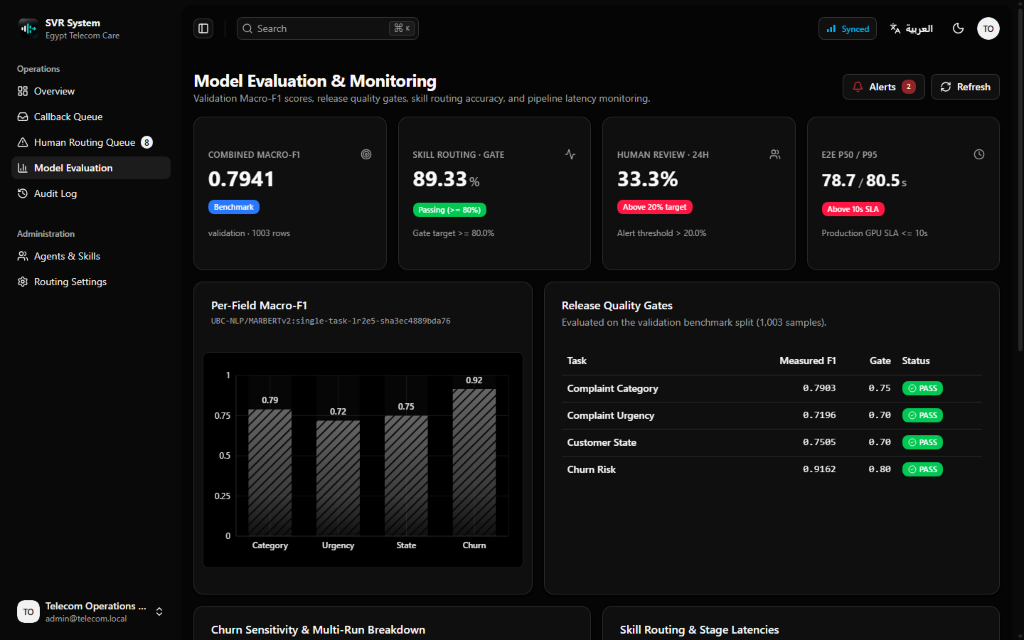 SVR System
Egypt Telecom Care
Operations
Overview
Callback Queue
Human Routing Queue 8
Model Evaluation
Audit Log
Administration
Agents & Skills
Routing Settings
TO
Telecom Operations ...
admin@telecom.local
Search
⌘ K
Synced
العربية
TO
Model Evaluation & Monitoring
Validation Macro-F1 scores, release quality gates, skill routing accuracy, and pipeline latency monitoring.
Alerts 2
Refresh
COMBINED MACRO-F1
0.7941
Benchmark
validation · 1003 rows
SKILL ROUTING · GATE
89.33%
Passing (>= 80%)
Gate target >= 80.0%
HUMAN REVIEW · 24H
33.3%
Above 20% target
Alert threshold > 20.0%
E2E P50 / P95
78.7 / 80.5s
Above 10s SLA
Production GPU SLA <= 10s
Per-Field Macro-F1
UBC-NLP/MARBERTv2:single-task-lr2e5-sha3ec4889bda76
1
0.75
0.5
0.25
0
0.79
0.72
0.75
0.92
Category
Urgency
State
Churn
Release Quality Gates
Evaluated on the validation benchmark split (1,003 samples).
Task Measured F1 Gate Status
Complaint Category 0.7903 0.75 PASS
Complaint Urgency 0.7196 0.70 PASS
Customer State 0.7505 0.70 PASS
Churn Risk 0.9162 0.80 PASS
Churn Sensitivity & Multi-Run Breakdown
Skill Routing & Stage Latencies